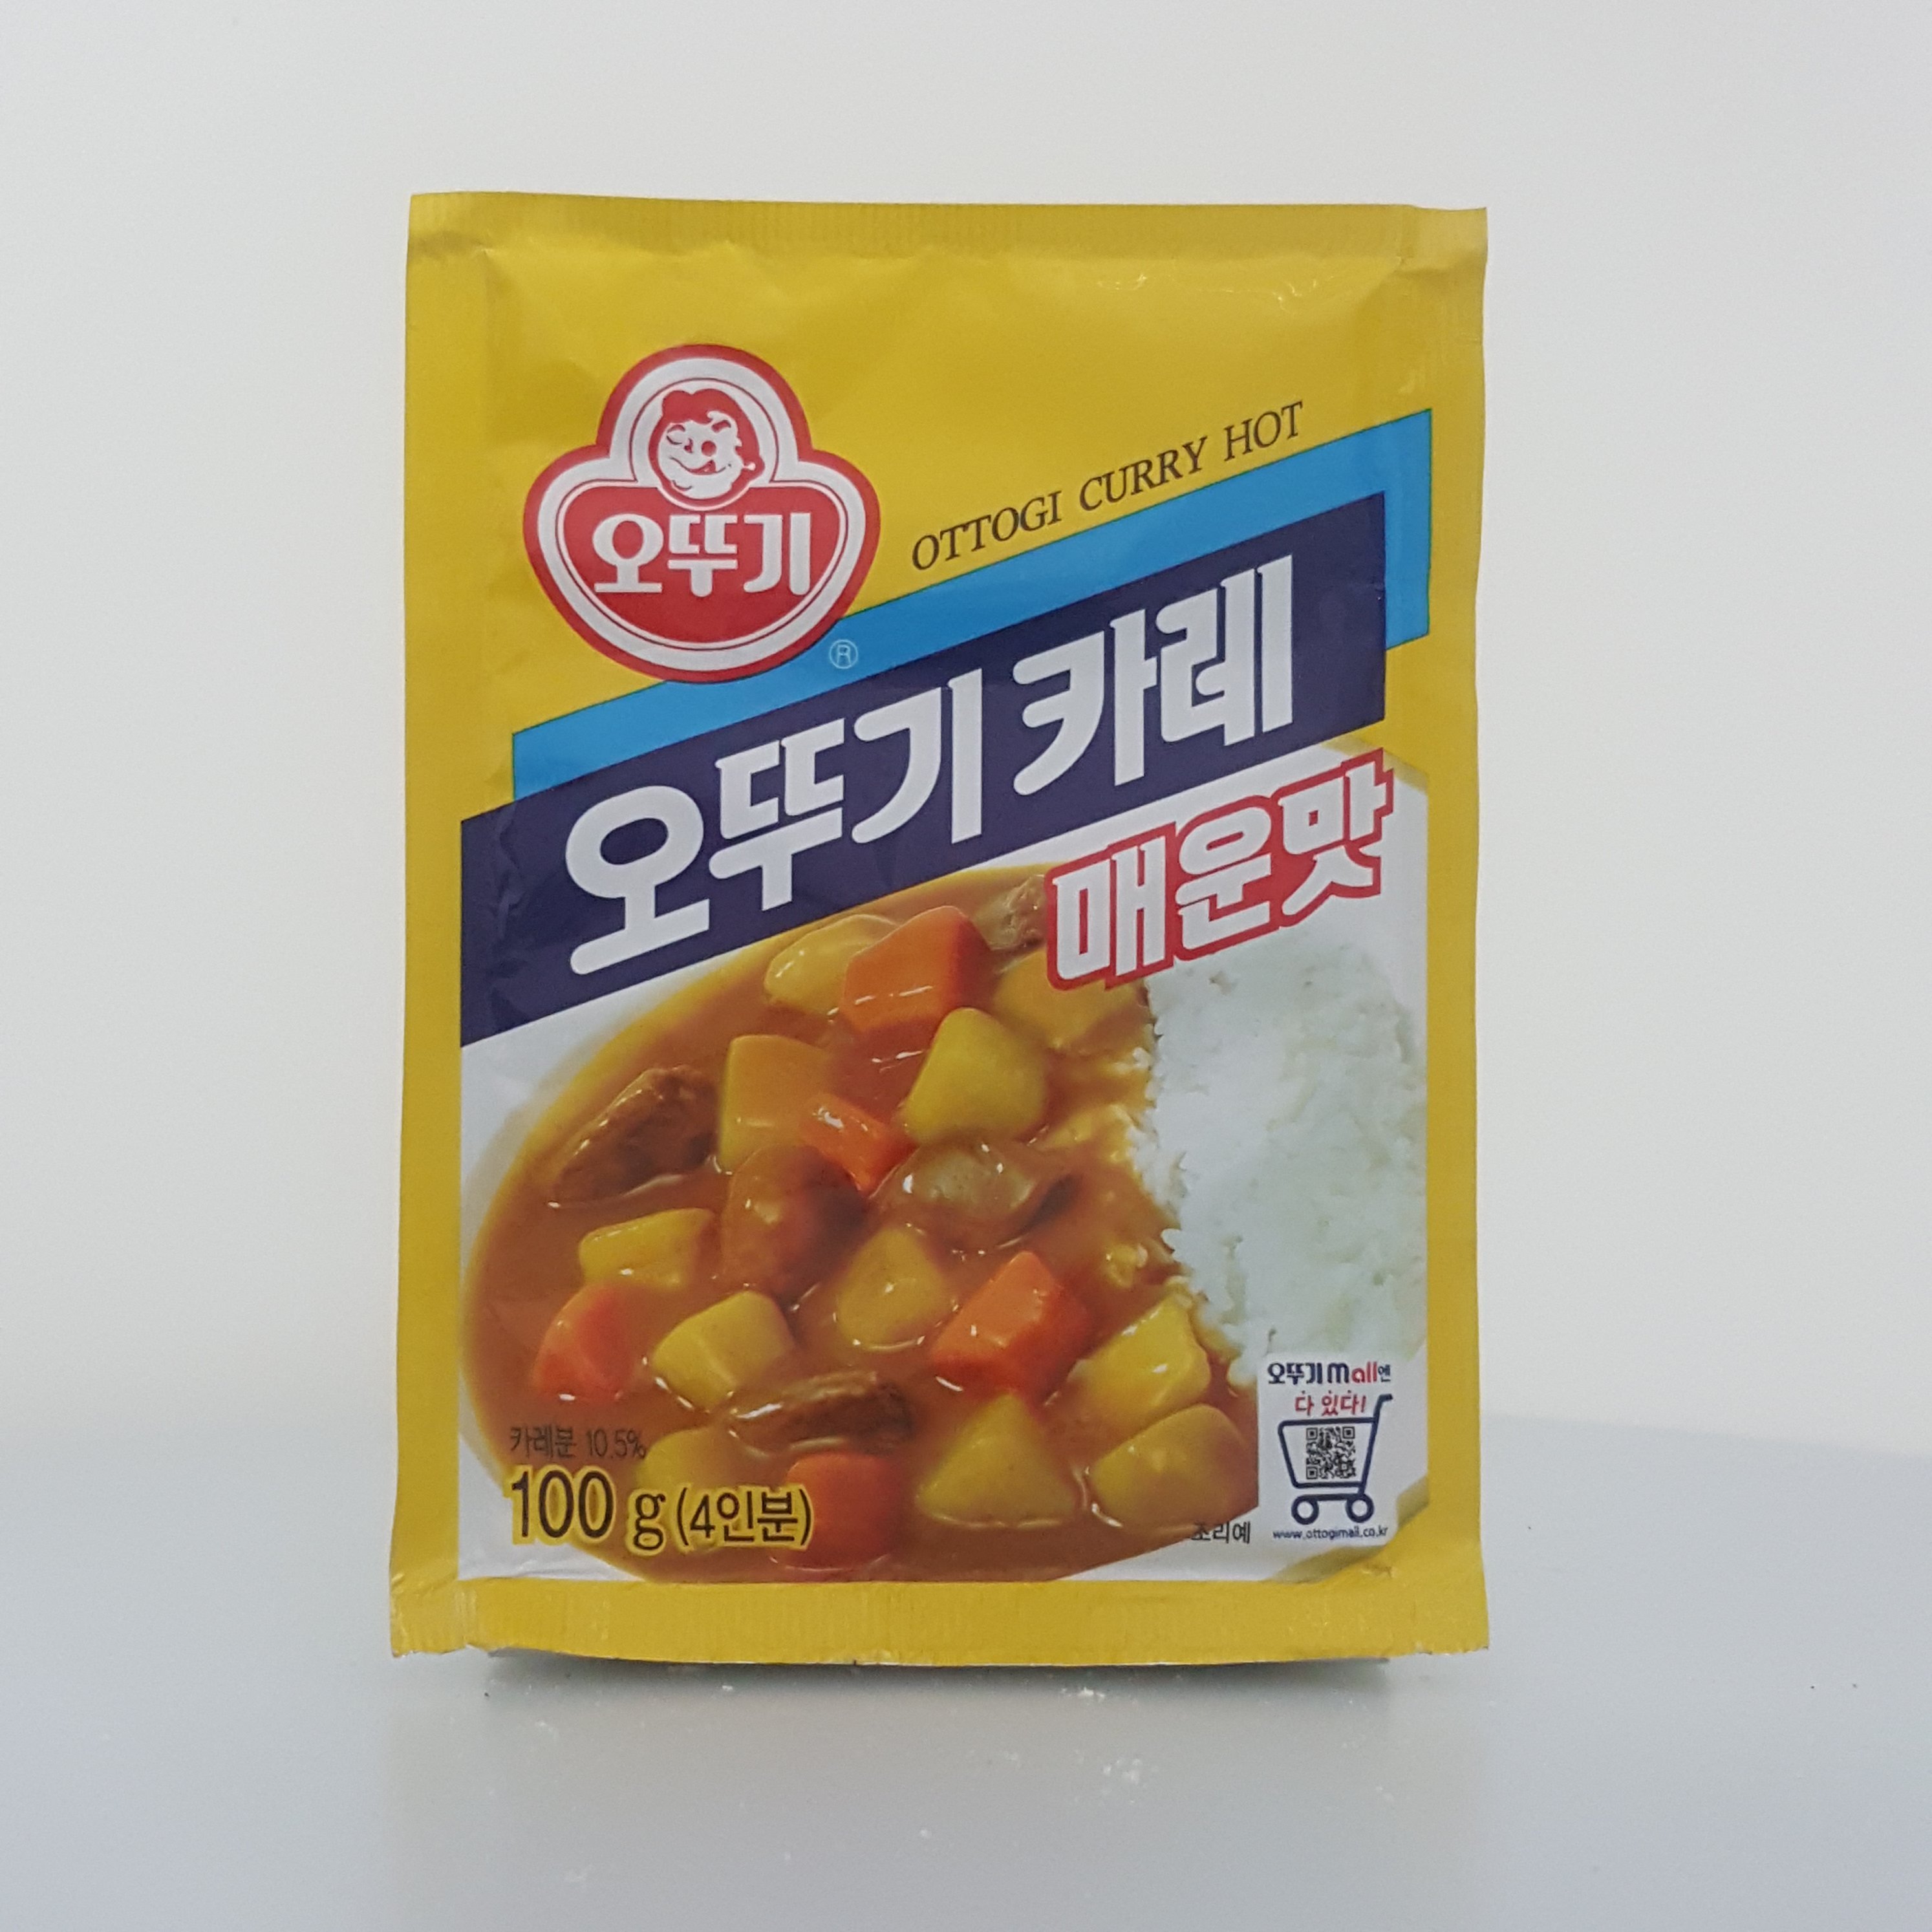 오뚜기
®
OTTOGI CURRY HOT
오뚜기 카레
매운맛
카레분 10.5%
100 g (4인분)
조리예
오뚜기 mall엔
다 있다!
www.ottogimall.co.kr